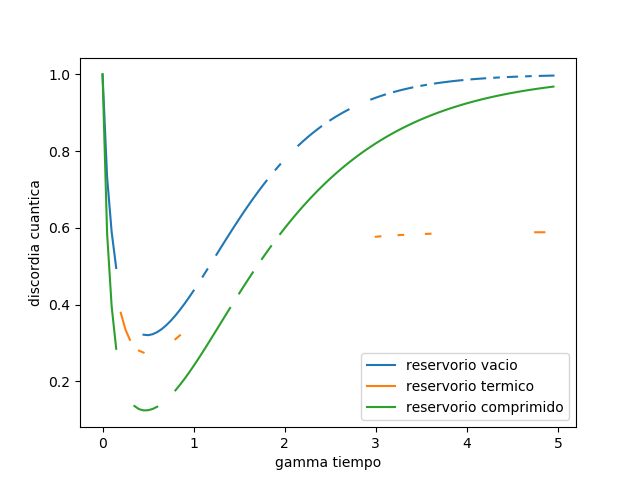 discordia cuantica
1.0
0.8
0.6
0.4
0.2
0 1 2 3 4 5
gamma tiempo
reservorio vacio
reservorio termico
reservorio comprimido